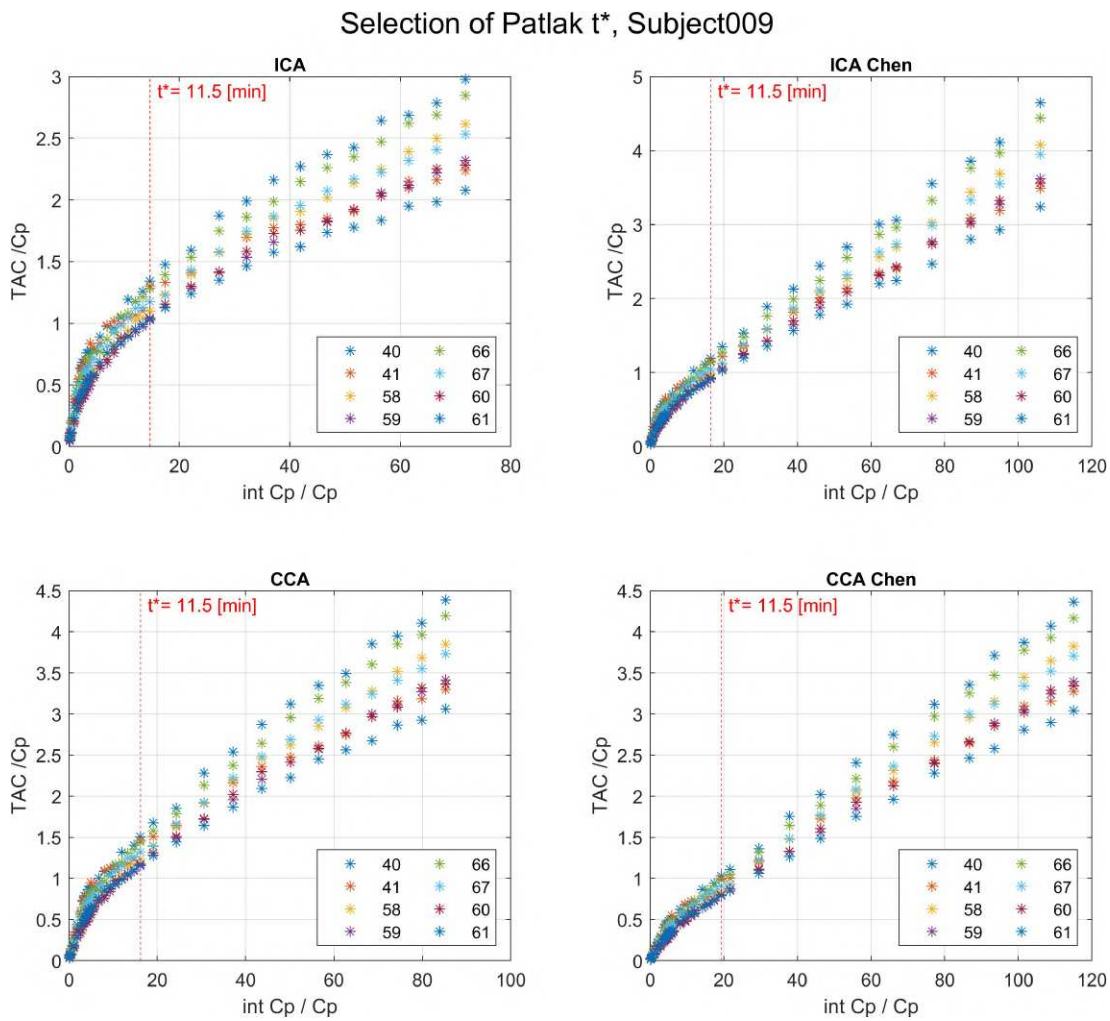 Selection of Patlak t*, Subject009
ICA
3
2.5
2
1.5
1
0.5
0
TAC /Cp
t*= 11.5 [min]
40 66
41 67
58 60
59 61
0 20 40 60 80
int Cp / Cp
ICA Chen
5
4
3
2
1
0
TAC /Cp
t*= 11.5 [min]
40 66
41 67
58 60
59 61
0 20 40 60 80 100 120
int Cp / Cp
CCA
4.5
4
3.5
3
2.5
2
1.5
1
0.5
0
TAC /Cp
t*= 11.5 [min]
40 66
41 67
58 60
59 61
0 20 40 60 80 100
int Cp / Cp
CCA Chen
4.5
4
3.5
3
2.5
2
1.5
1
0.5
0
TAC /Cp
t*= 11.5 [min]
40 66
41 67
58 60
59 61
0 20 40 60 80 100 120
int Cp / Cp